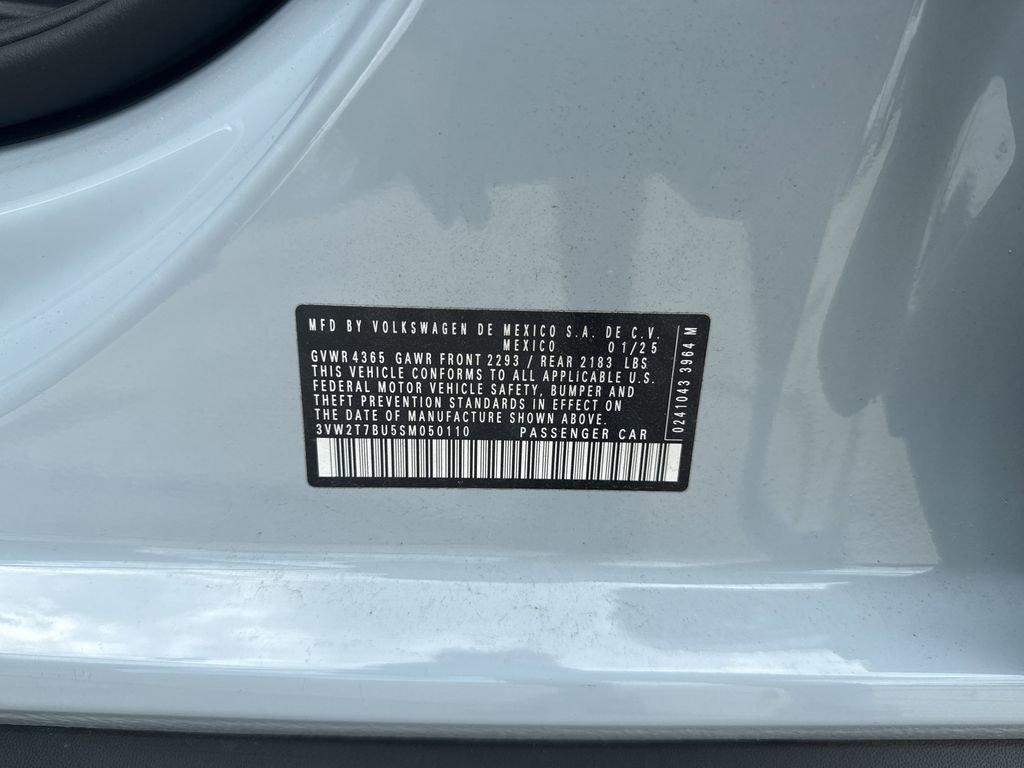 MFD BY VOLKSWAGEN DE MEXICO S.A. DE C.V.
MEXICO 01/25
GVWR 4365 GAWR FRONT 2293 / REAR 2183 LBS
THIS VEHICLE CONFORMS TO ALL APPLICABLE U.S.
FEDERAL MOTOR VEHICLE SAFETY, BUMPER AND
THEFT PREVENTION STANDARDS IN EFFECT ON
THE DATE OF MANUFACTURE SHOWN ABOVE.
3VW2T7BU5SM050110 PASSENGER CAR
0241043 3964 M